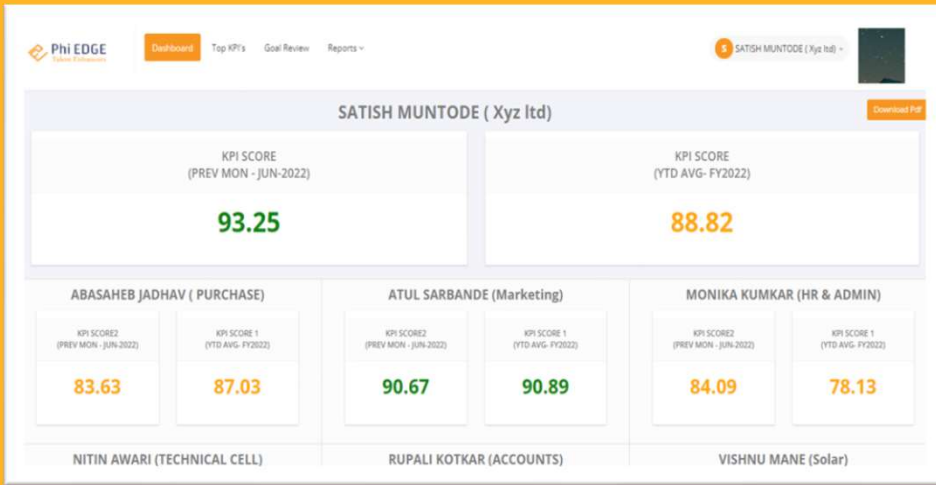 Phi EDGE
Talent Enhancers
Dashboard Top KPI's Goal Review Reports
S SATISH MUNTODE ( Xyz ltd)
SATISH MUNTODE ( Xyz ltd)
Download Pdf
KPI SCORE
(PREV MON - JUN-2022)
93.25
KPI SCORE
(YTD AVG- FY2022)
88.82
ABASAHEB JADHAV ( PURCHASE)
KPI SCORE2
(PREV MON - JUN-2022)
83.63
KPI SCORE 1
(YTD AVG- FY2022)
87.03
ATUL SARBANDE (Marketing)
KPI SCORE2
(PREV MON - JUN-2022)
90.67
KPI SCORE 1
(YTD AVG- FY2022)
90.89
MONIKA KUMKAR (HR & ADMIN)
KPI SCORE2
(PREV MON - JUN-2022)
84.09
KPI SCORE 1
(YTD AVG- FY2022)
78.13
NITIN AWARI (TECHNICAL CELL)
RUPALI KOTKAR (ACCOUNTS)
VISHNU MANE (Solar)